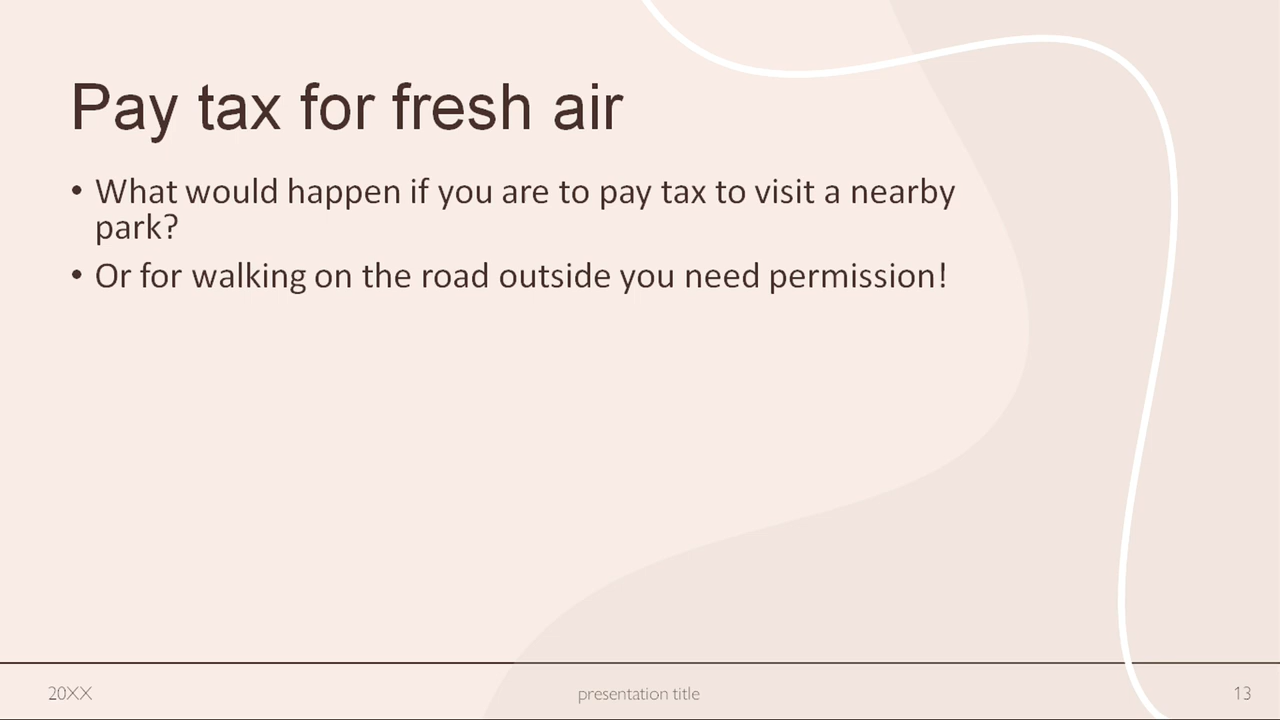 Pay tax for fresh air
• What would happen if you are to pay tax to visit a nearby
park?
• Or for walking on the road outside you need permission!
20XX
presentation title
13